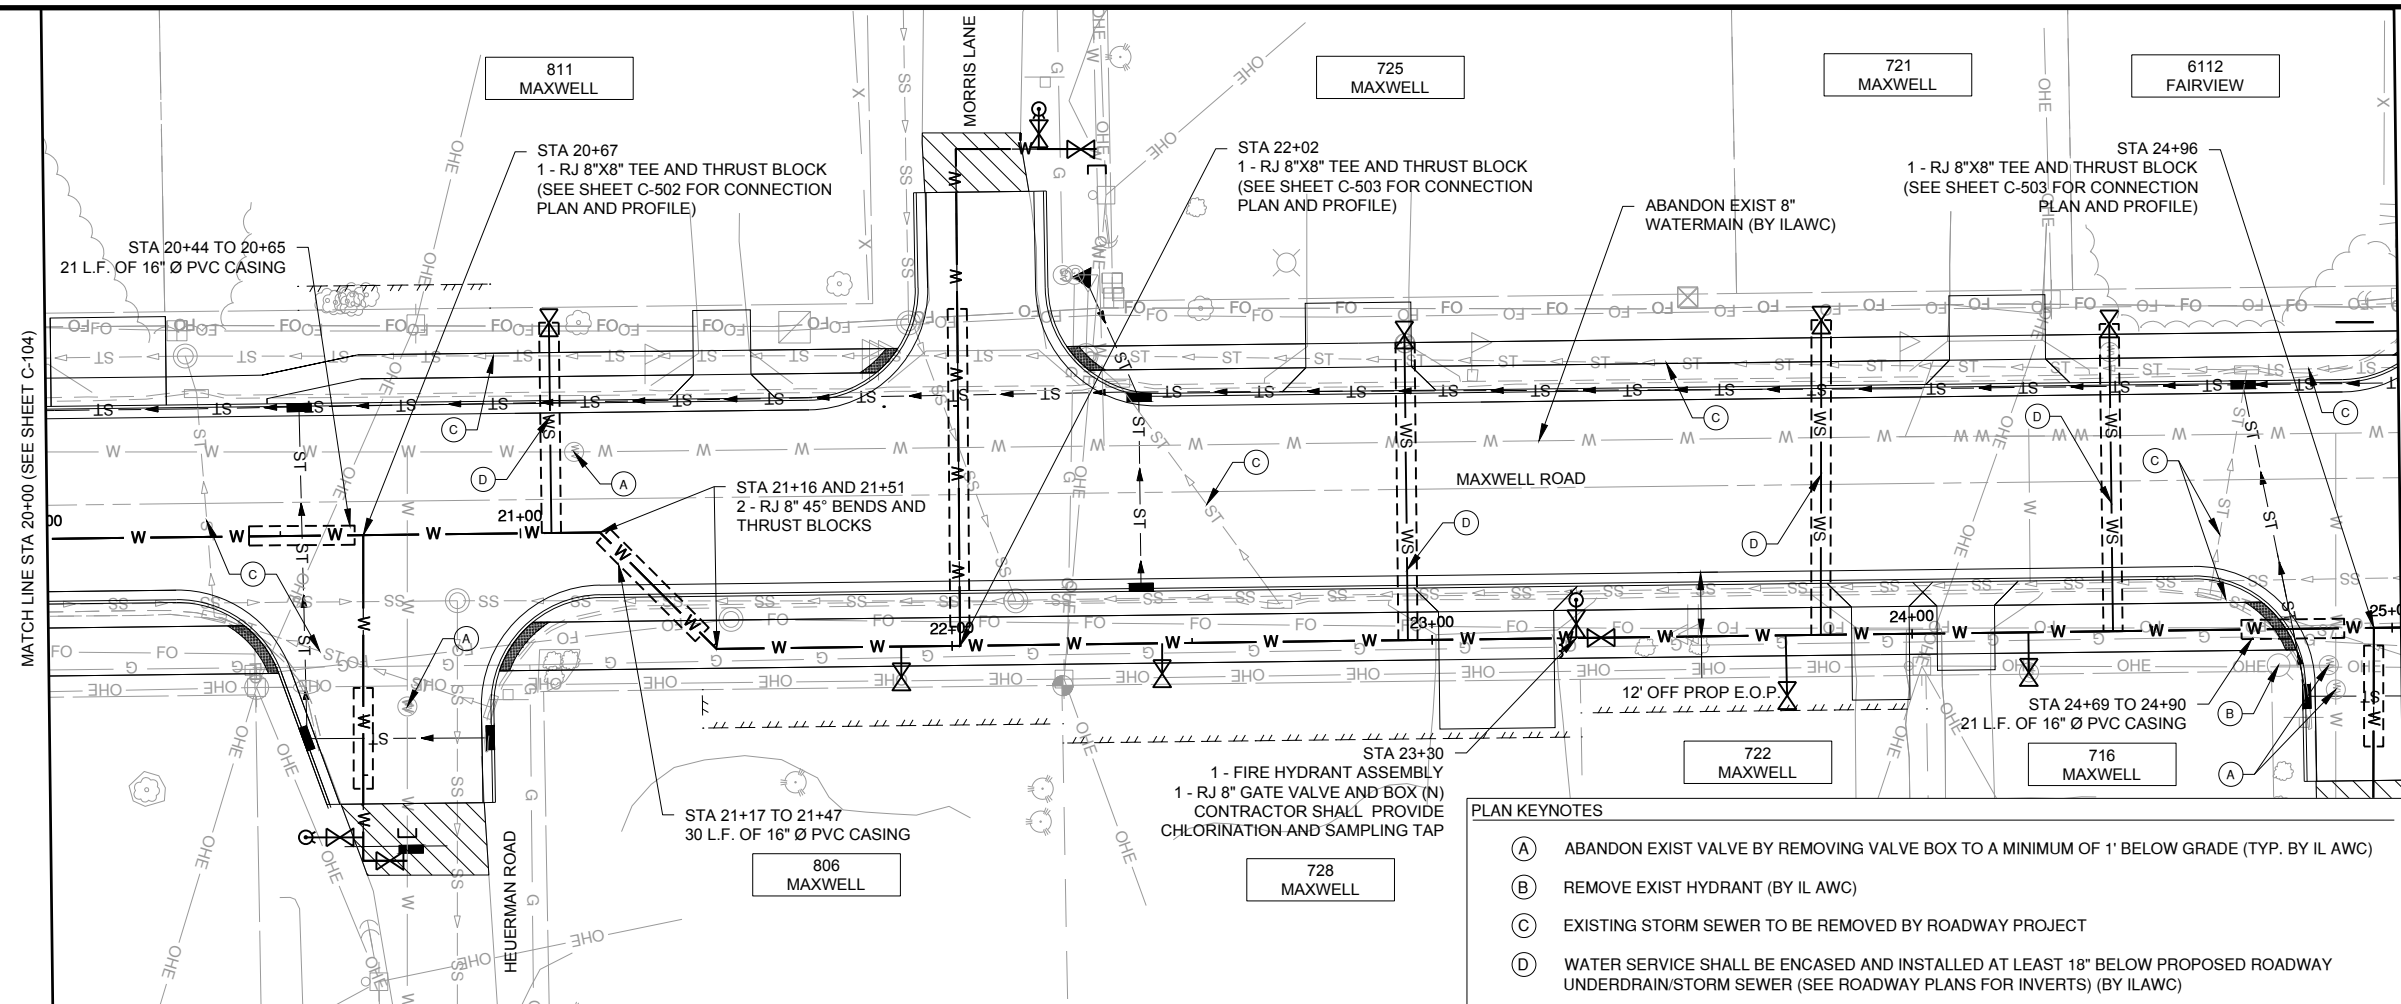 811
MAXWELL
MORRIS LANE
725
MAXWELL
721
MAXWELL
6112
FAIRVIEW
STA 20+67
1 - RJ 8"X8" TEE AND THRUST BLOCK
(SEE SHEET C-502 FOR CONNECTION
PLAN AND PROFILE)
STA 22+02
1 - RJ 8"X8" TEE AND THRUST BLOCK
(SEE SHEET C-503 FOR CONNECTION
PLAN AND PROFILE)
STA 24+96
1 - RJ 8"X8" TEE AND THRUST BLOCK
(SEE SHEET C-503 FOR CONNECTION
PLAN AND PROFILE)
ABANDON EXIST 8"
WATERMAIN (BY ILAWC)
STA 20+44 TO 20+65
21 L.F. OF 16" Ø PVC CASING
MATCH LINE STA 20+00 (SEE SHEET C-104)
C
D
A
C
C
D
C
C
STA 21+16 AND 21+51
2 - RJ 8" 45° BENDS AND
THRUST BLOCKS
MAXWELL ROAD
D
D
21+00
C
A
22+00
23+00
24+00
12' OFF PROP E.O.P.
STA 24+69 TO 24+90
21 L.F. OF 16" Ø PVC CASING
B
A
STA 23+30
1 - FIRE HYDRANT ASSEMBLY
1 - RJ 8" GATE VALVE AND BOX (N)
CONTRACTOR SHALL PROVIDE
CHLORINATION AND SAMPLING TAP
722
MAXWELL
716
MAXWELL
STA 21+17 TO 21+47
30 L.F. OF 16" Ø PVC CASING
HEUERMAN ROAD
806
MAXWELL
728
MAXWELL
PLAN KEYNOTES
A ABANDON EXIST VALVE BY REMOVING VALVE BOX TO A MINIMUM OF 1' BELOW GRADE (TYP. BY IL AWC)
B REMOVE EXIST HYDRANT (BY IL AWC)
C EXISTING STORM SEWER TO BE REMOVED BY ROADWAY PROJECT
D WATER SERVICE SHALL BE ENCASED AND INSTALLED AT LEAST 18" BELOW PROPOSED ROADWAY
UNDERDRAIN/STORM SEWER (SEE ROADWAY PLANS FOR INVERTS) (BY ILAWC)